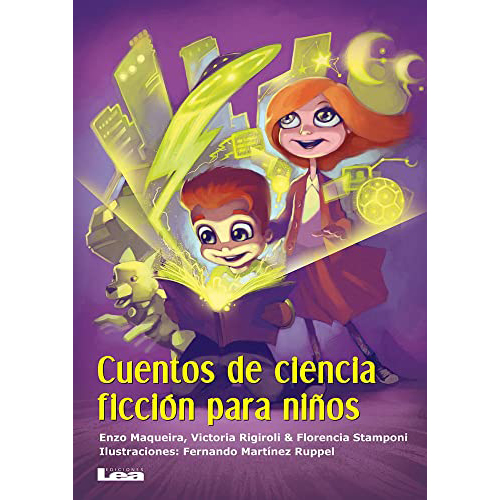 Cuentos de ciencia
ficción para niños
Enzo Maqueira, Victoria Rigiroli & Florencia Stamponi
Ilustraciones: Fernando Martínez Ruppel
EDICIONES
Lea